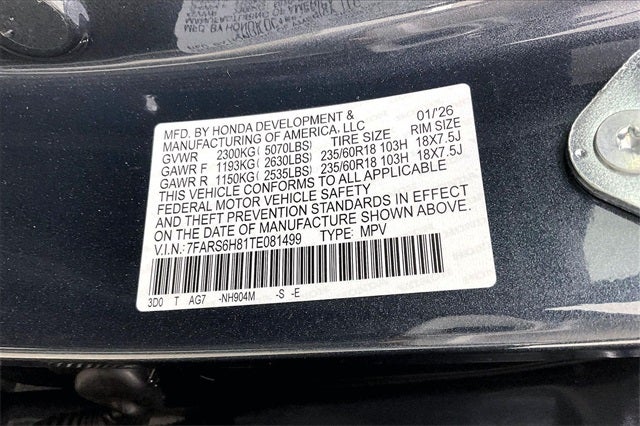 MFD. BY HONDA DEVELOPMENT & 01/'26
MANUFACTURING OF AMERICA, LLC
GVWR 2300KG ( 5070LBS) TIRE SIZE RIM SIZE
GAWR F 1193KG ( 2630LBS) 235/60R18 103H 18X7.5J
GAWR R 1150KG ( 2535LBS) 235/60R18 103H 18X7.5J
THIS VEHICLE CONFORMS TO ALL APPLICABLE
FEDERAL MOTOR VEHICLE SAFETY
AND THEFT PREVENTION STANDARDS IN EFFECT
ON THE DATE OF MANUFACTURE SHOWN ABOVE.
V.I.N.: 7FARS6H81TE081499 TYPE: MPV
3D0 T AG7 -NH904M -S -E